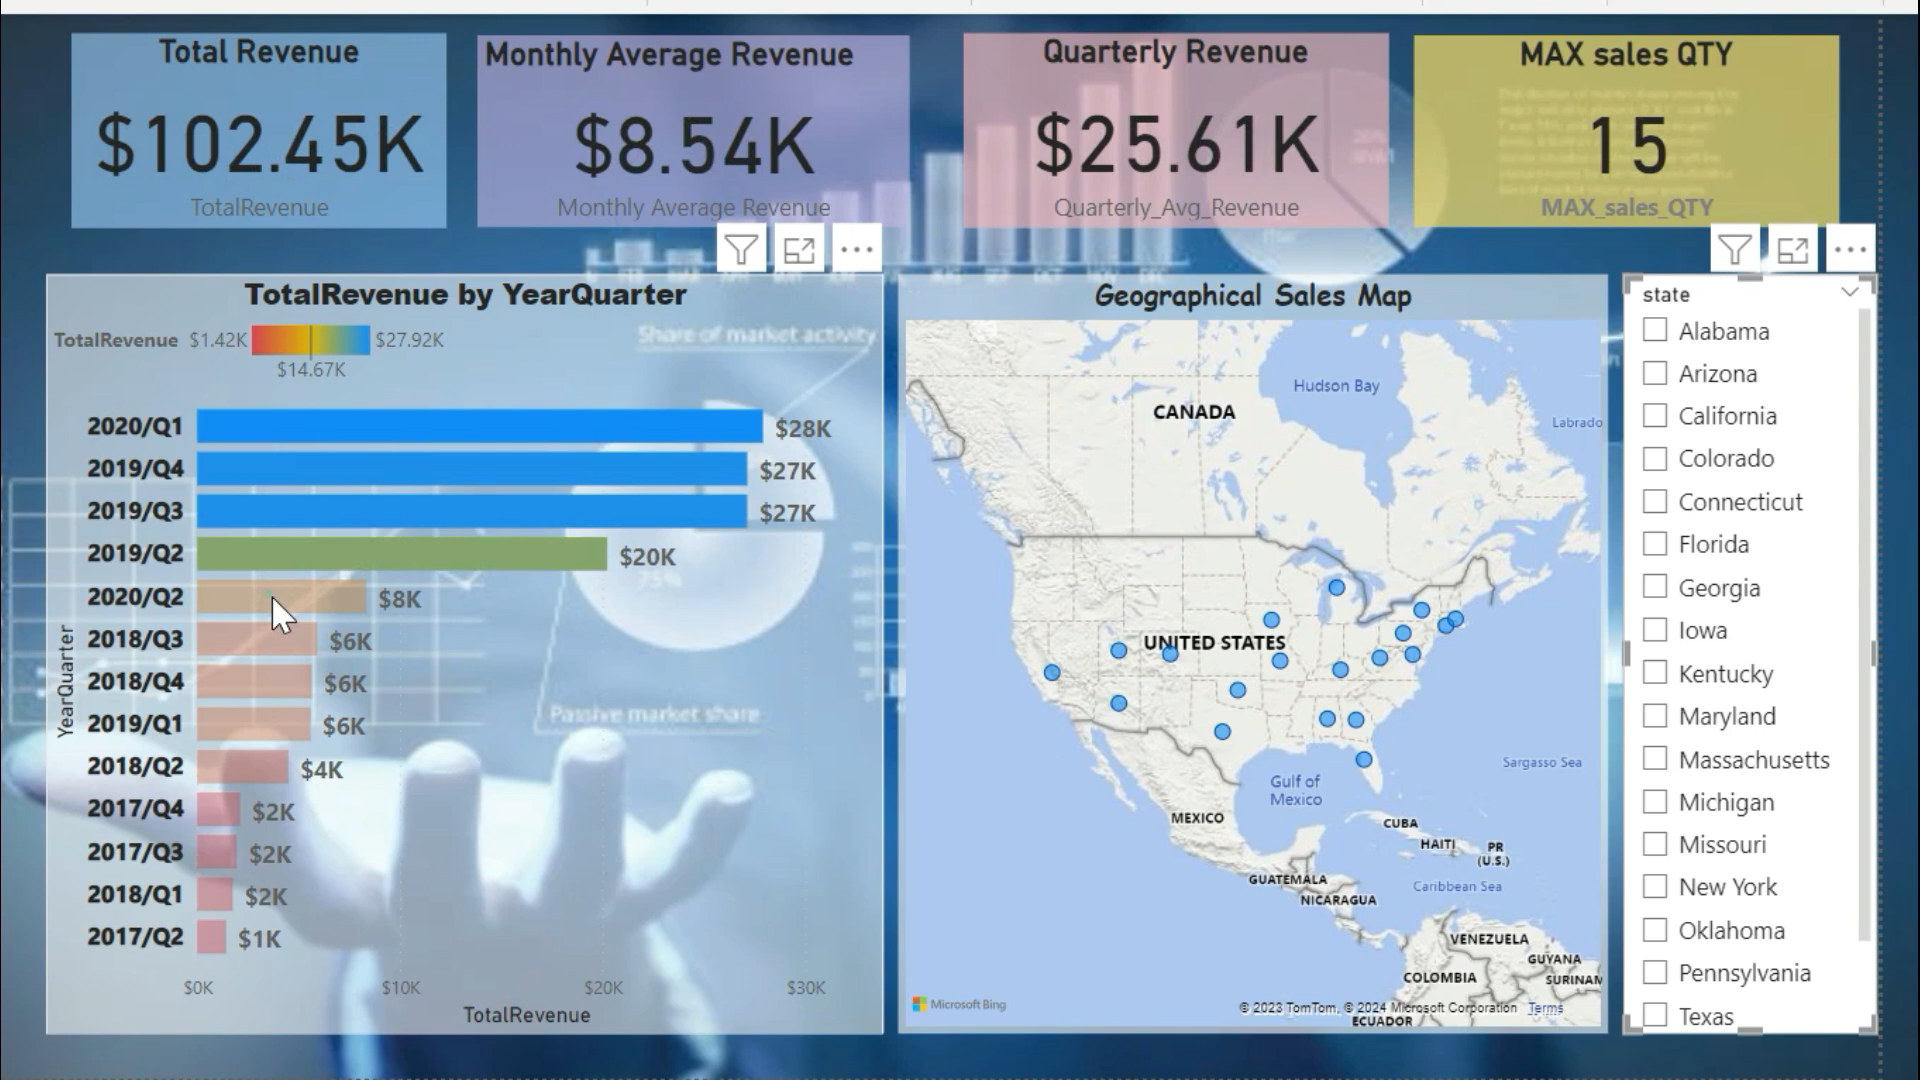 Total Revenue
$102.45K
TotalRevenue
Monthly Average Revenue
$8.54K
Monthly Average Revenue
Quarterly Revenue
$25.61K
Quarterly_Avg_Revenue
MAX sales QTY
15
MAX_sales_QTY
TotalRevenue by YearQuarter
TotalRevenue $1.42K $27.92K
$14.67K
Share of market activity
2020/Q1 $28K
2019/Q4 $27K
2019/Q3 $27K
2019/Q2 $20K
2020/Q2 $8K
2018/Q3 $6K
2018/Q4 $6K
2019/Q1 $6K
2018/Q2 $4K
2017/Q4 $2K
2017/Q3 $2K
2018/Q1 $2K
2017/Q2 $1K
YearQuarter
Passive market share
$0K $10K $20K $30K
TotalRevenue
Geographical Sales Map
Hudson Bay
CANADA
Labrado
UNITED STATES
Sargasso Sea
Gulf of
Mexico
MEXICO
CUBA
HAITI
PR
(U.S.)
GUATEMALA
Caribbean Sea
NICARAGUA
VENEZUELA
GUYANA
COLOMBIA
SURINAM
Microsoft Bing
© 2023 TomTom, © 2024 Microsoft Corporation Terms
ECUADOR
state
Alabama
Arizona
California
Colorado
Connecticut
Florida
Georgia
Iowa
Kentucky
Maryland
Massachusetts
Michigan
Missouri
New York
Oklahoma
Pennsylvania
Texas